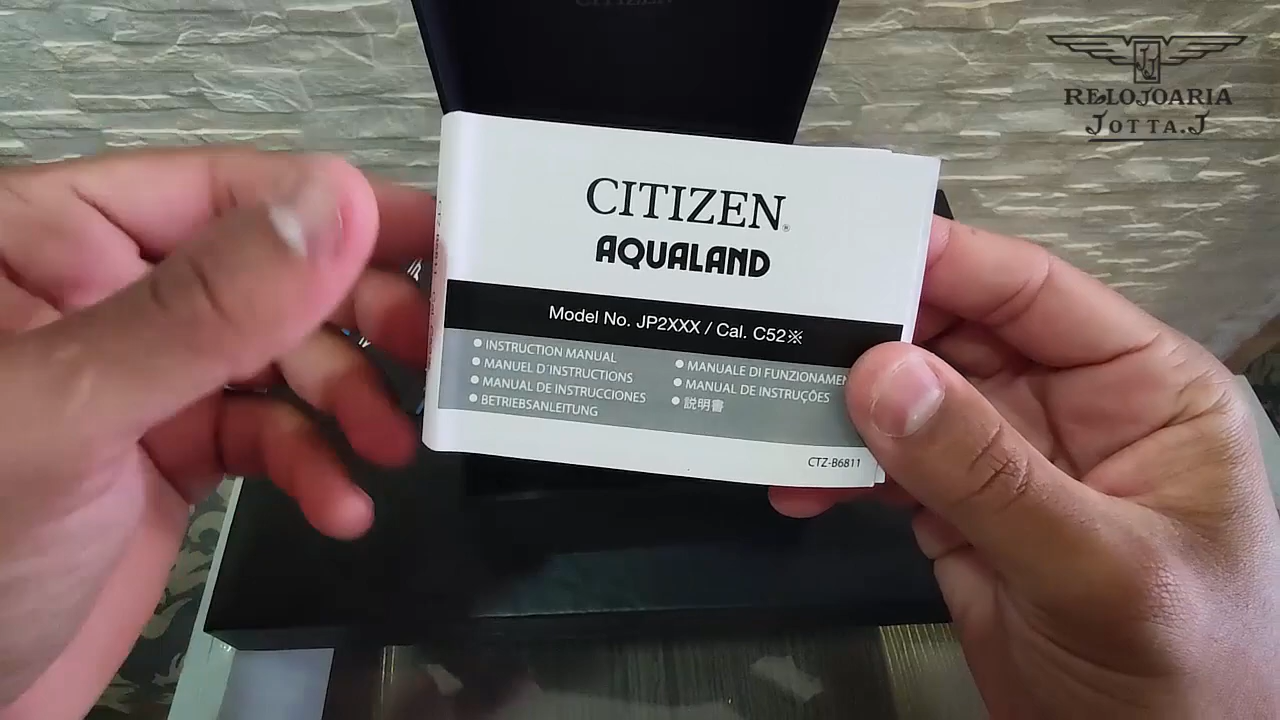 CITIZEN
RELOJOARIA
JOTTA.J
CITIZEN®
AQUALAND
Model No. JP2XXX / Cal. C52※
INSTRUCTION MANUAL
MANUEL D´INSTRUCTIONS
MANUAL DE INSTRUCCIONES
BETRIEBSANLEITUNG
MANUALE DI FUNZIONAMEN
MANUAL DE INSTRUÇÕES
説明書
CTZ-B6811